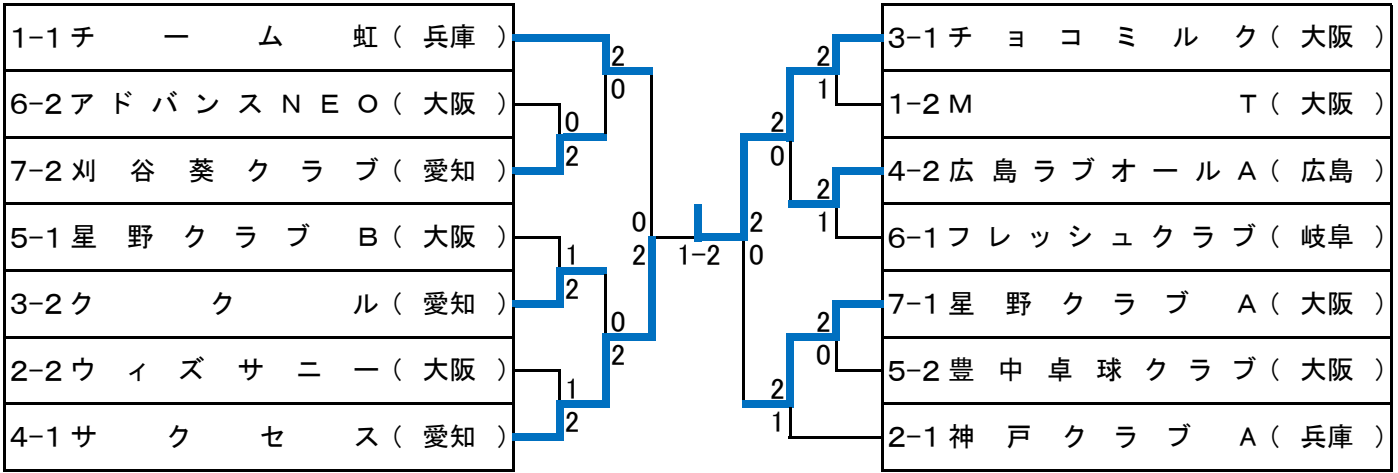 1-1 チーム虹 (兵庫)
6-2 アドバンスNEO (大阪)
7-2 刈谷葵クラブ (愛知)
5-1 星野クラブB (大阪)
3-2 ククル (愛知)
2-2 ウィズサニー (大阪)
4-1 サクセス (愛知)
2
0
0
2
1
2
0
2
1
2
0
2
1-2
2
0
2
0
2
1
2
1
2
0
2
1
3-1 チョコミルク (大阪)
1-2 MT (大阪)
4-2 広島ラブオールA (広島)
6-1 フレッシュクラブ (岐阜)
7-1 星野クラブA (大阪)
5-2 豊中卓球クラブ (大阪)
2-1 神戸クラブA (兵庫)